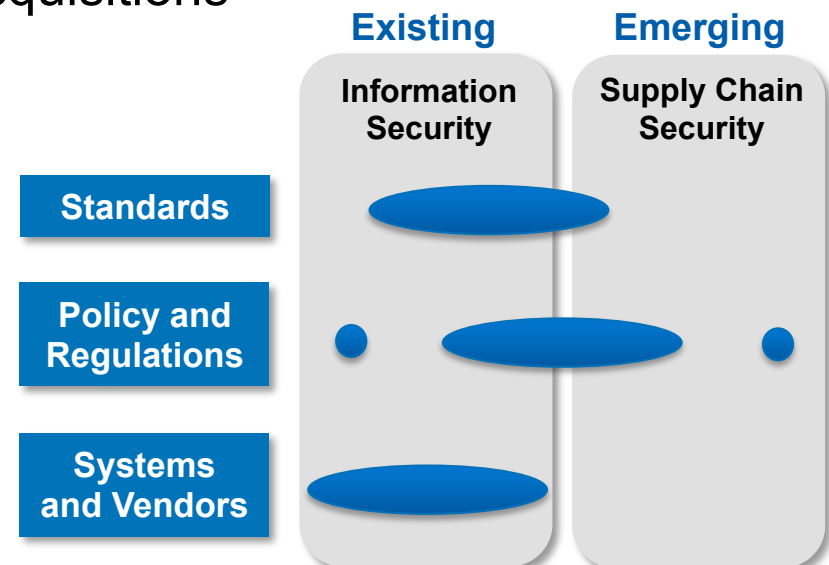 Existing
Emerging
Information
Security
Supply Chain
Security
Standards
Policy and
Regulations
Systems
and Vendors